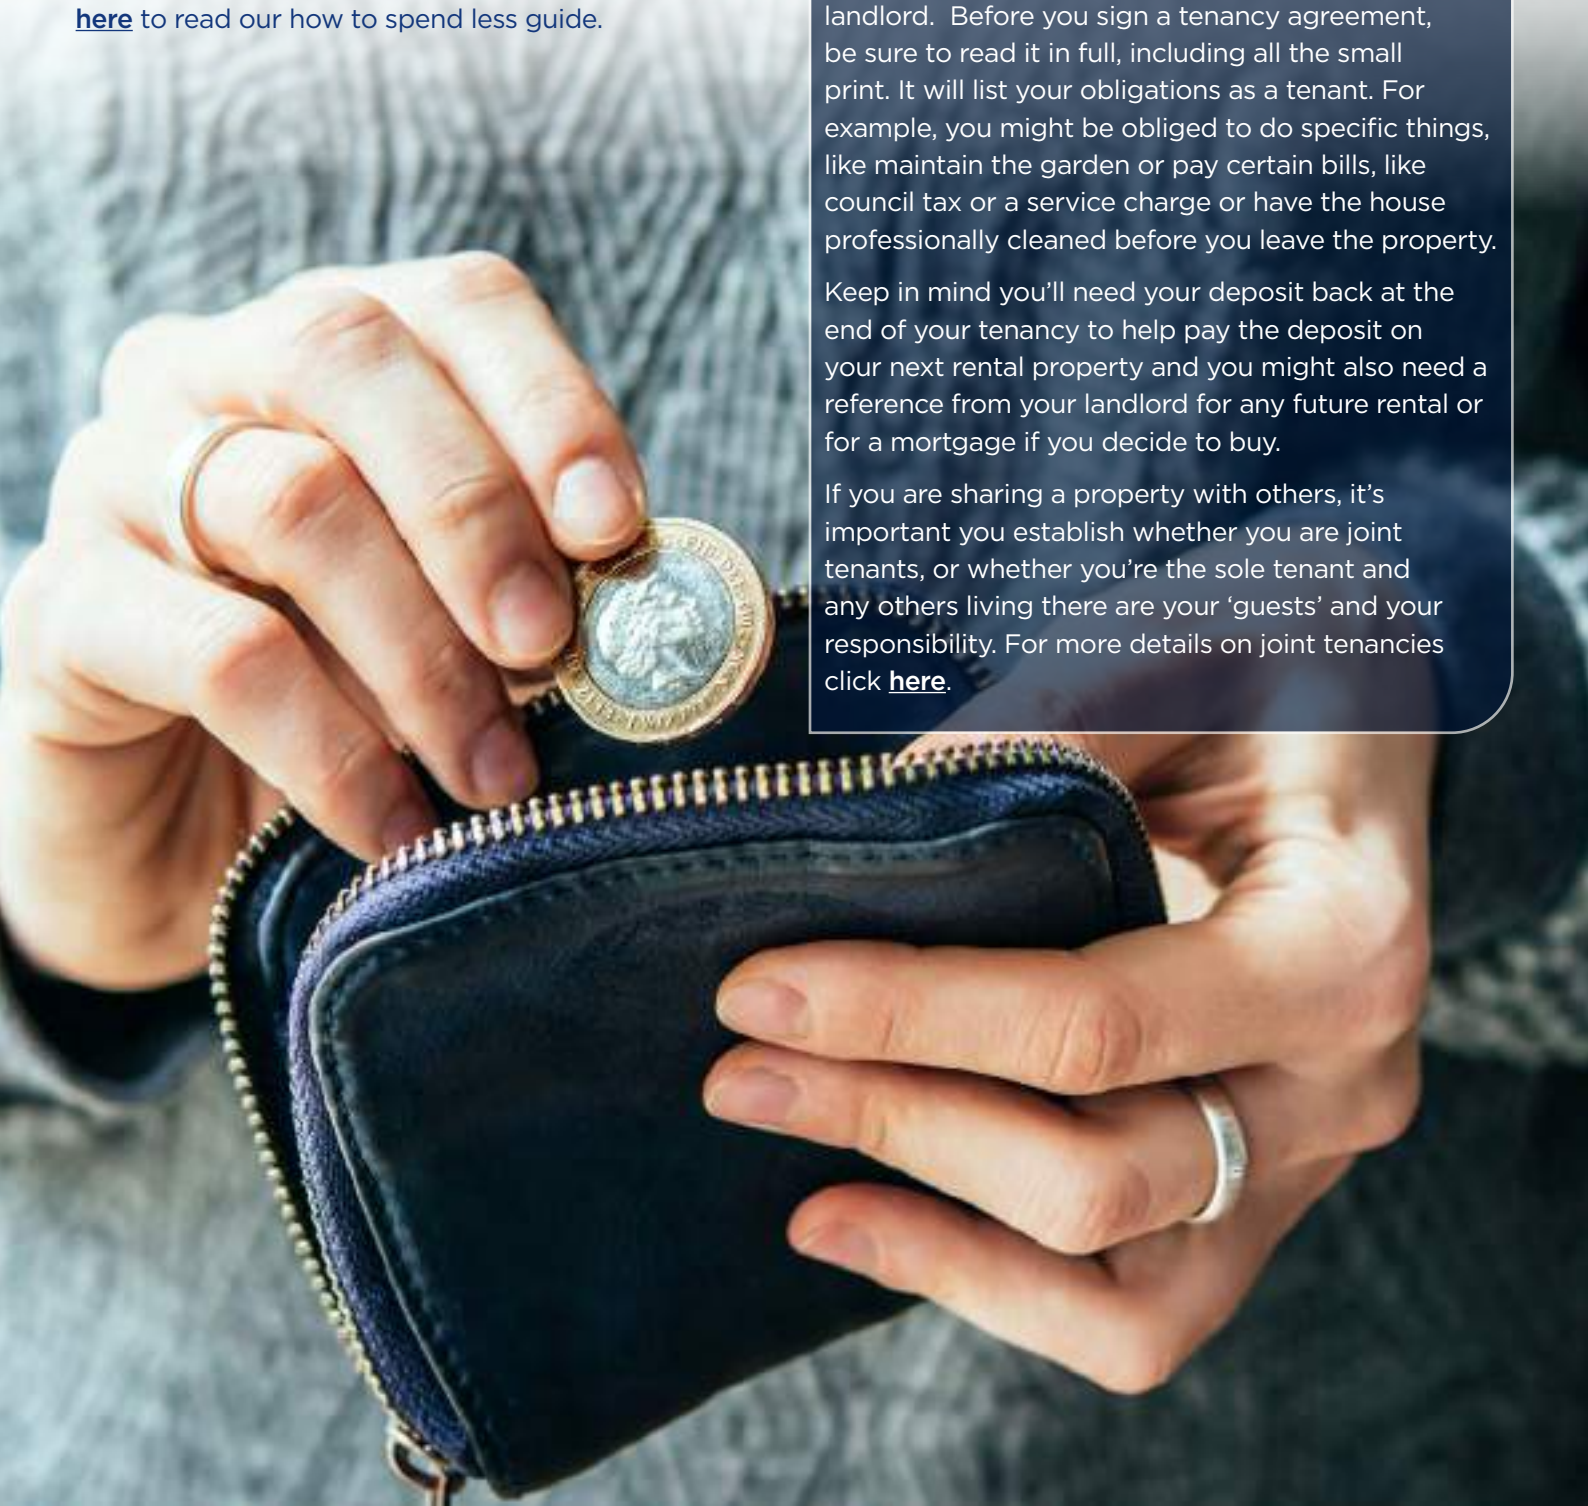 here to read our how to spend less guide.
landlord.  Before you sign a tenancy agreement,
be sure to read it in full, including all the small
print. It will list your obligations as a tenant. For
example, you might be obliged to do specific things,
like maintain the garden or pay certain bills, like
council tax or a service charge or have the house
professionally cleaned before you leave the property.
Keep in mind you’ll need your deposit back at the
end of your tenancy to help pay the deposit on
your next rental property and you might also need a
reference from your landlord for any future rental or
for a mortgage if you decide to buy.
If you are sharing a property with others, it’s
important you establish whether you are joint
tenants, or whether you’re the sole tenant and
any others living there are your ‘guests’ and your
responsibility. For more details on joint tenancies
click here.